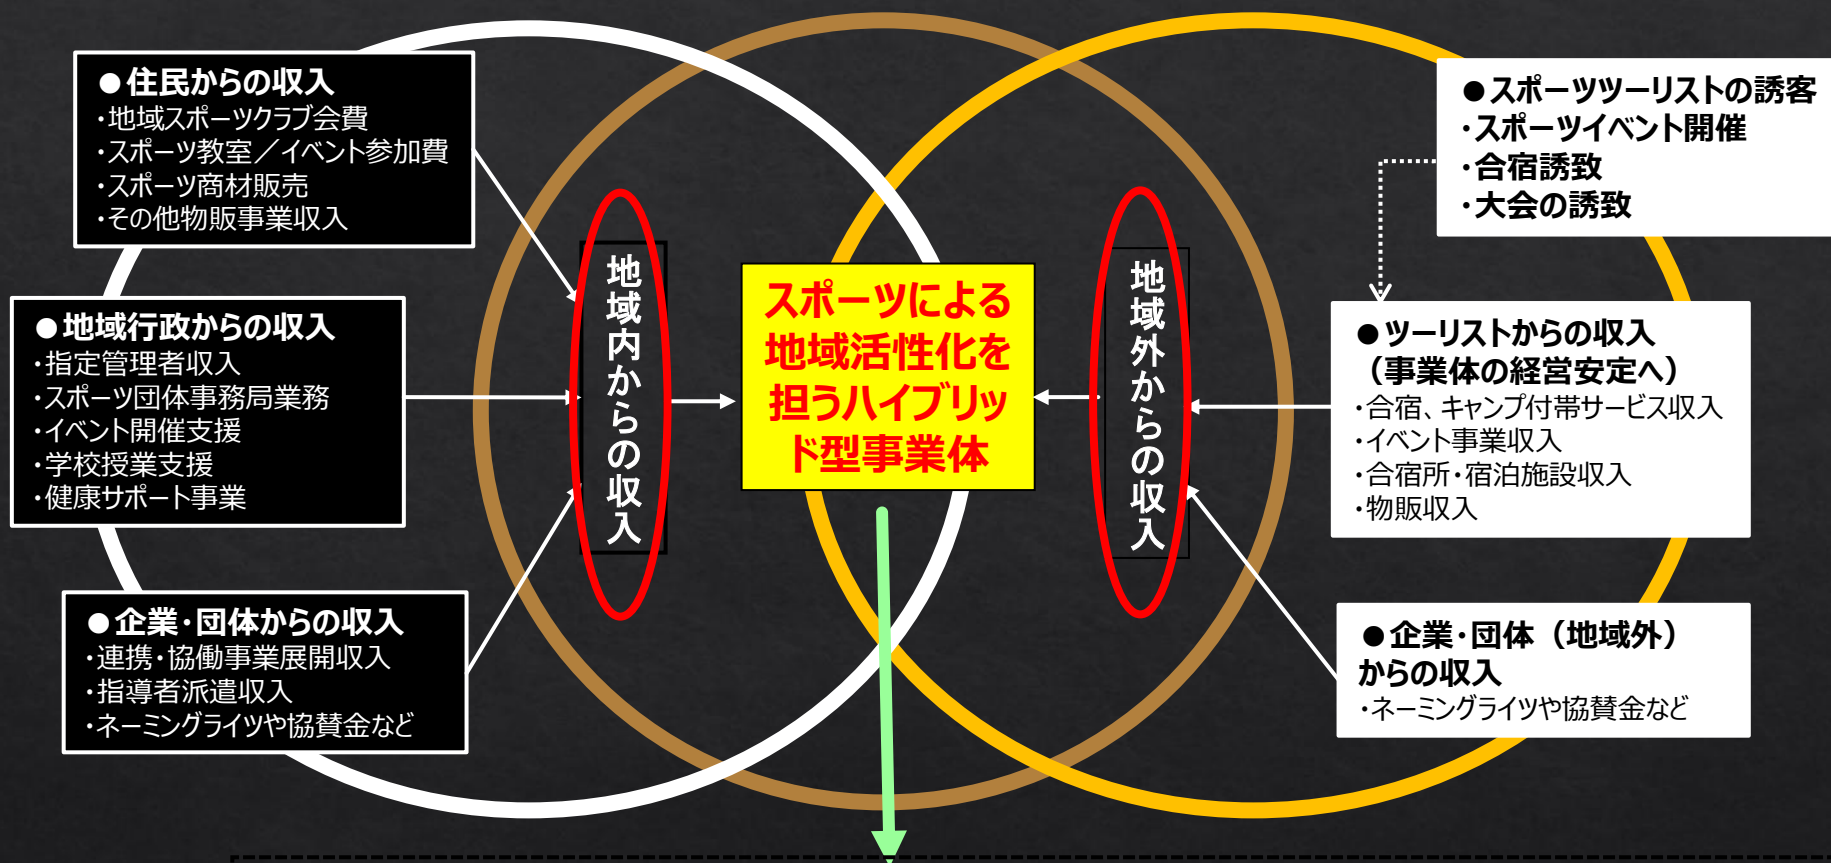 ●住民からの収入
・地域スポーツクラブ会費
・スポーツ教室／イベント参加費
・スポーツ商材販売
・その他物販事業収入
●地域行政からの収入
・指定管理者収入
・スポーツ団体事務局業務
・イベント開催支援
・学校授業支援
・健康サポート事業
●企業・団体からの収入
・連携・協働事業展開収入
・指導者派遣収入
・ネーミングライツや協賛金など
地域内からの収入
スポーツによる
地域活性化を
担うハイブリッ
ド型事業体
地域外からの収入
●スポーツツーリストの誘客
・スポーツイベント開催
・合宿誘致
・大会の誘致
●ツーリストからの収入
（事業体の経営安定へ）
・合宿、キャンプ付帯サービス収入
・イベント事業収入
・合宿所・宿泊施設収入
・物販収入
●企業・団体（地域外）
からの収入
・ネーミングライツや協賛金など